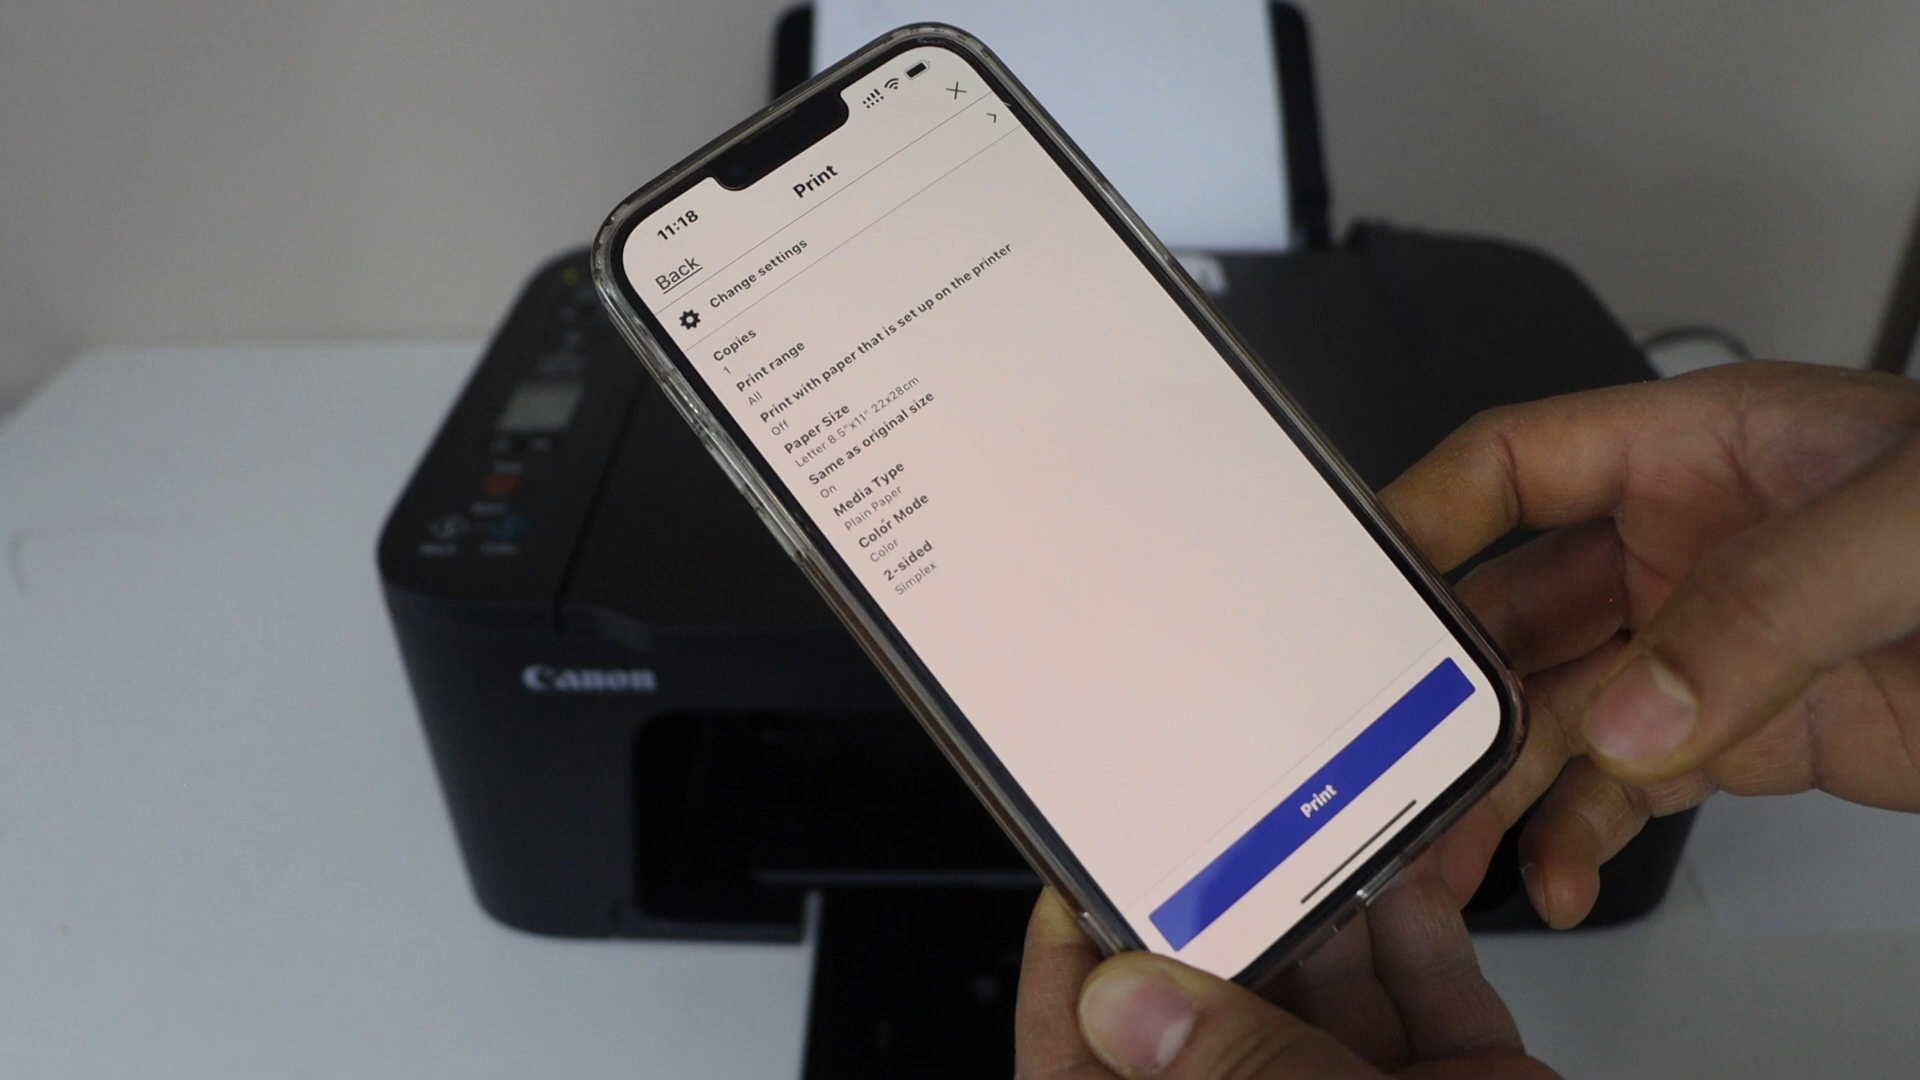 11:18
Print
Back
Change settings
Copies
1
Print range
All
Print with paper that is set up on the printer
Off
Paper Size
Letter 8.5"x11" 22x28cm
Same as original size
On
Media Type
Plain Paper
Color Mode
Color
2-sided
Simplex
Print
Canon